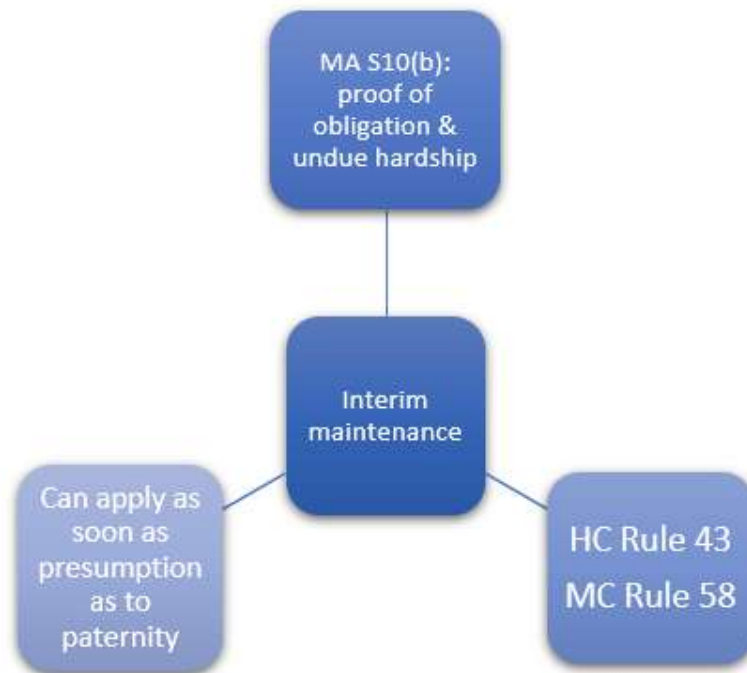 MA S10(b):
proof of
obligation &
undue hardship
Interim
maintenance
Can apply as
soon as
presumption
as to
paternity
HC Rule 43
MC Rule 58